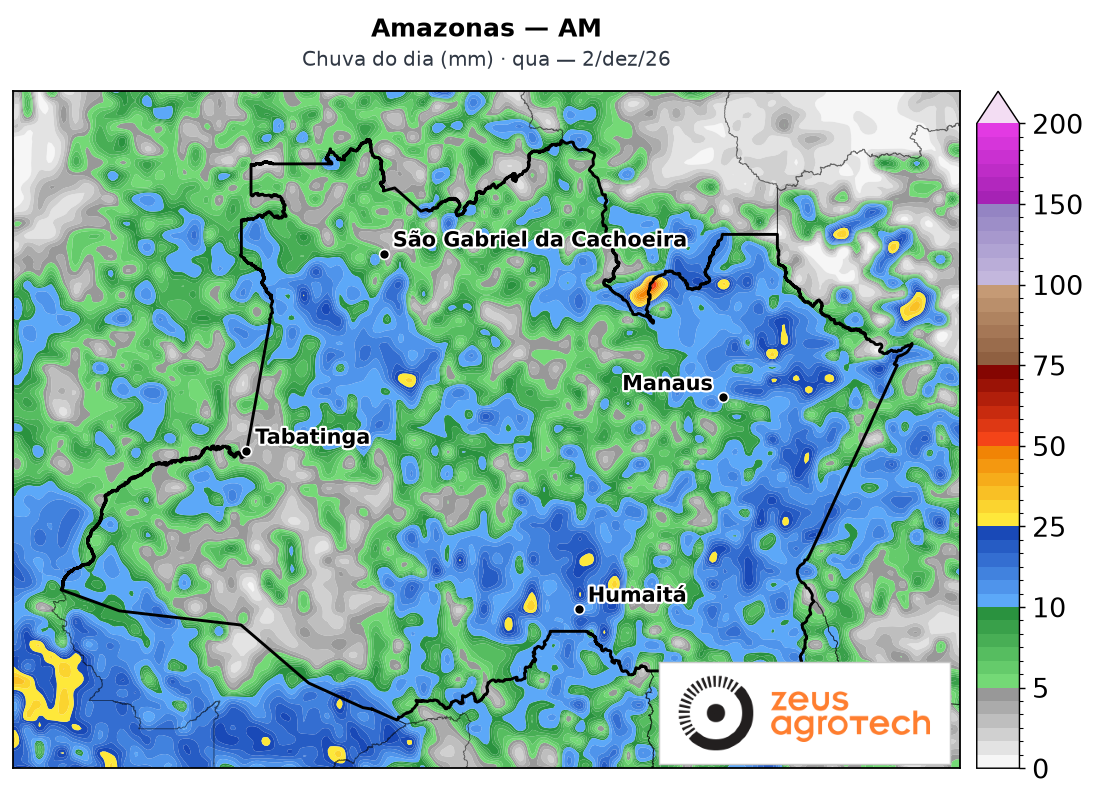 Amazonas — AM
Chuva do dia (mm) · qua — 2/dez/26
São Gabriel da Cachoeira
Manaus
Tabatinga
Humaitá
zeus
agrotech
200
150
100
75
50
25
10
5
0